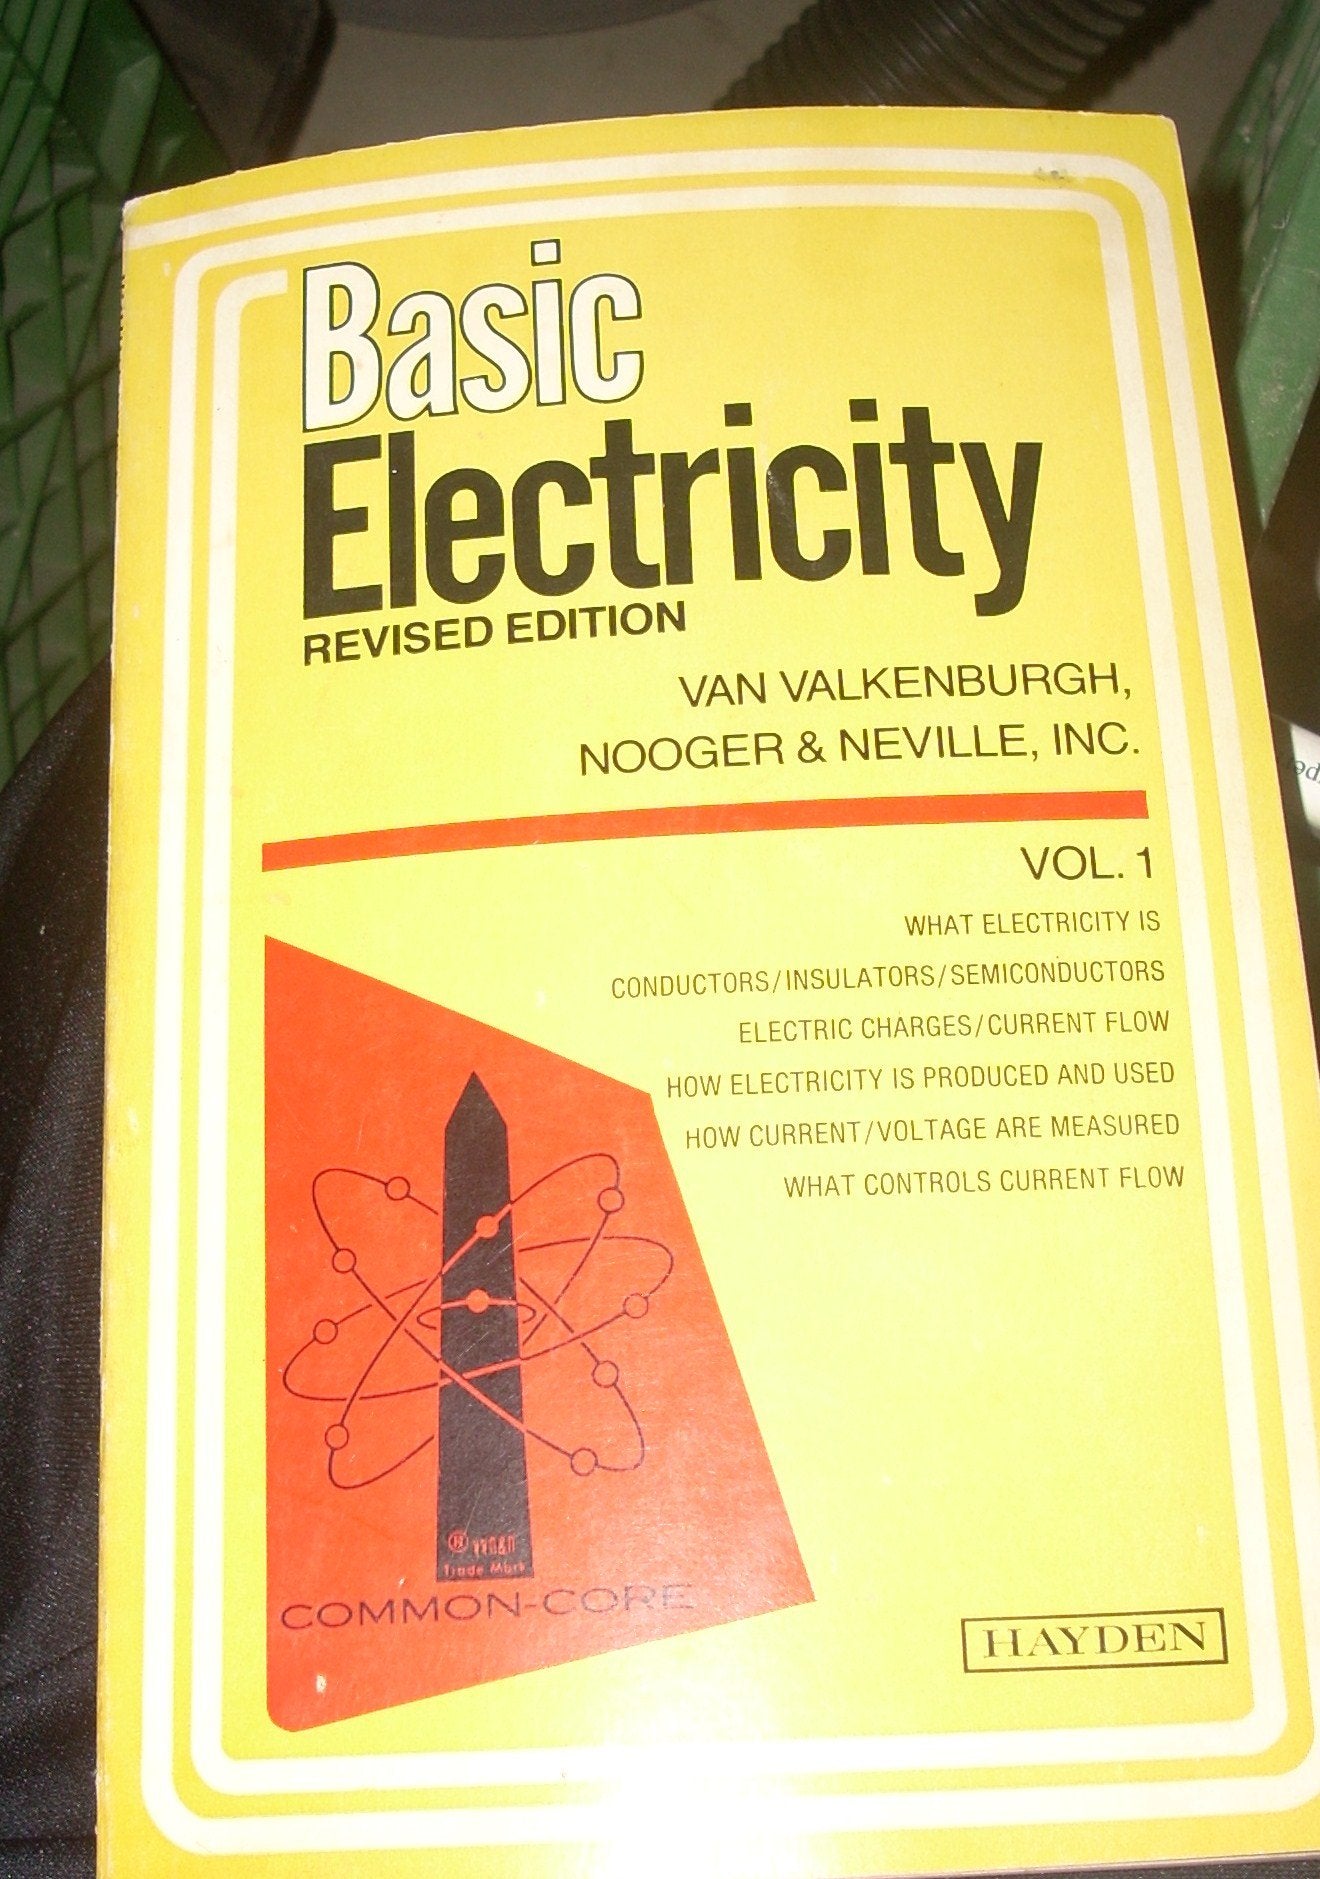 Basic
Electricity
REVISED EDITION
VAN VALKENBURGH,
NOOGER & NEVILLE, INC.
VOL. 1
WHAT ELECTRICITY IS
CONDUCTORS/INSULATORS/SEMICONDUCTORS
ELECTRIC CHARGES/CURRENT FLOW
HOW ELECTRICITY IS PRODUCED AND USED
HOW CURRENT/VOLTAGE ARE MEASURED
WHAT CONTROLS CURRENT FLOW
Trade Mark
COMMON-CORE
HAYDEN